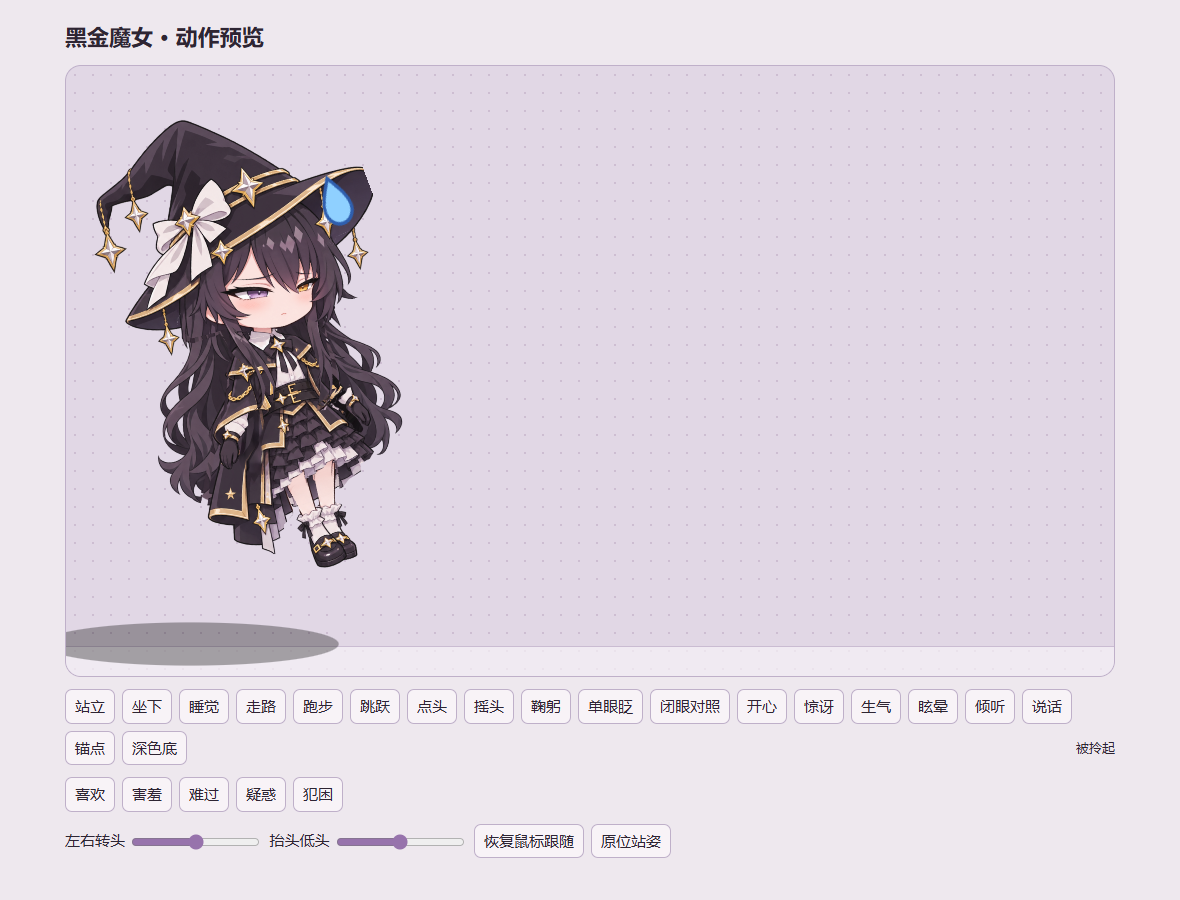 黑金魔女·动作预览
站立 坐下 睡觉 走路 跑步 跳跃 点头 摇头 鞠躬 单眼眨 闭眼对照 开心 惊讶 生气 眩晕 倾听 说话
锚点 深色底 被拎起
喜欢 害羞 难过 疑惑 犯困
左右转头 抬头低头 恢复鼠标跟随 原位站姿